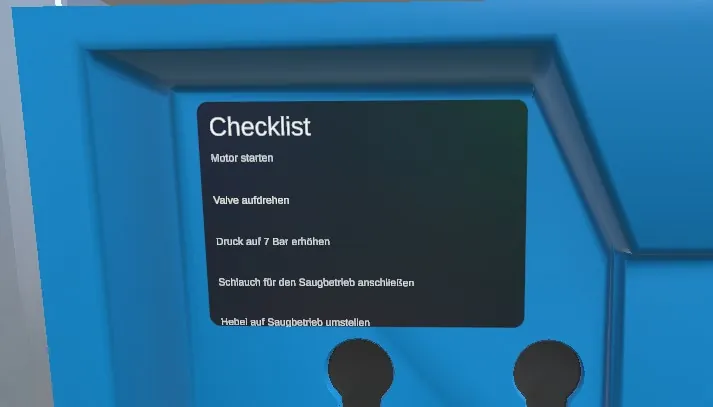 Checklist
Motor starten
Valve aufdrehen
Druck auf 7 Bar erhöhen
Schlauch für den Saugbetrieb anschließen
Hebel auf Saugbetrieb umstellen